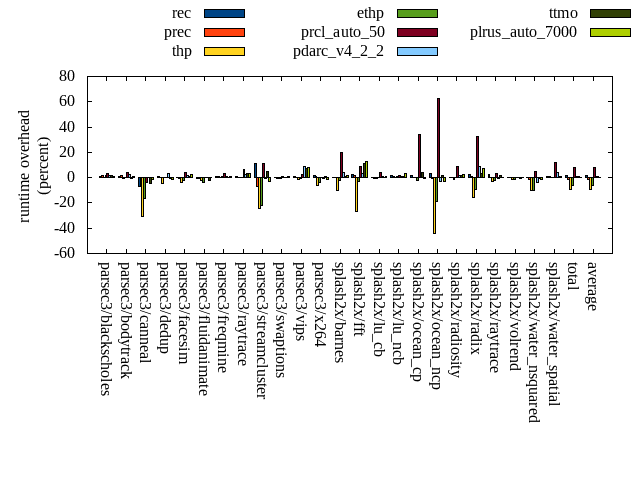 rec ethp ttmo
prec prcl_auto_50 plrus_auto_7000
thp pdarc_v4_2_2
runtime overhead
(percent)
80
60
40
20
0
-20
-40
-60
parsec3/blackscholes
parsec3/bodytrack
parsec3/canneal
parsec3/dedup
parsec3/facesim
parsec3/fluidanimate
parsec3/freqmine
parsec3/raytrace
parsec3/streamcluster
parsec3/swaptions
parsec3/vips
parsec3/x264
splash2x/barnes
splash2x/fft
splash2x/lu_cb
splash2x/lu_ncb
splash2x/ocean_cp
splash2x/ocean_ncp
splash2x/radiosity
splash2x/radix
splash2x/raytrace
splash2x/volrend
splash2x/water_nsquared
splash2x/water_spatial
total
average